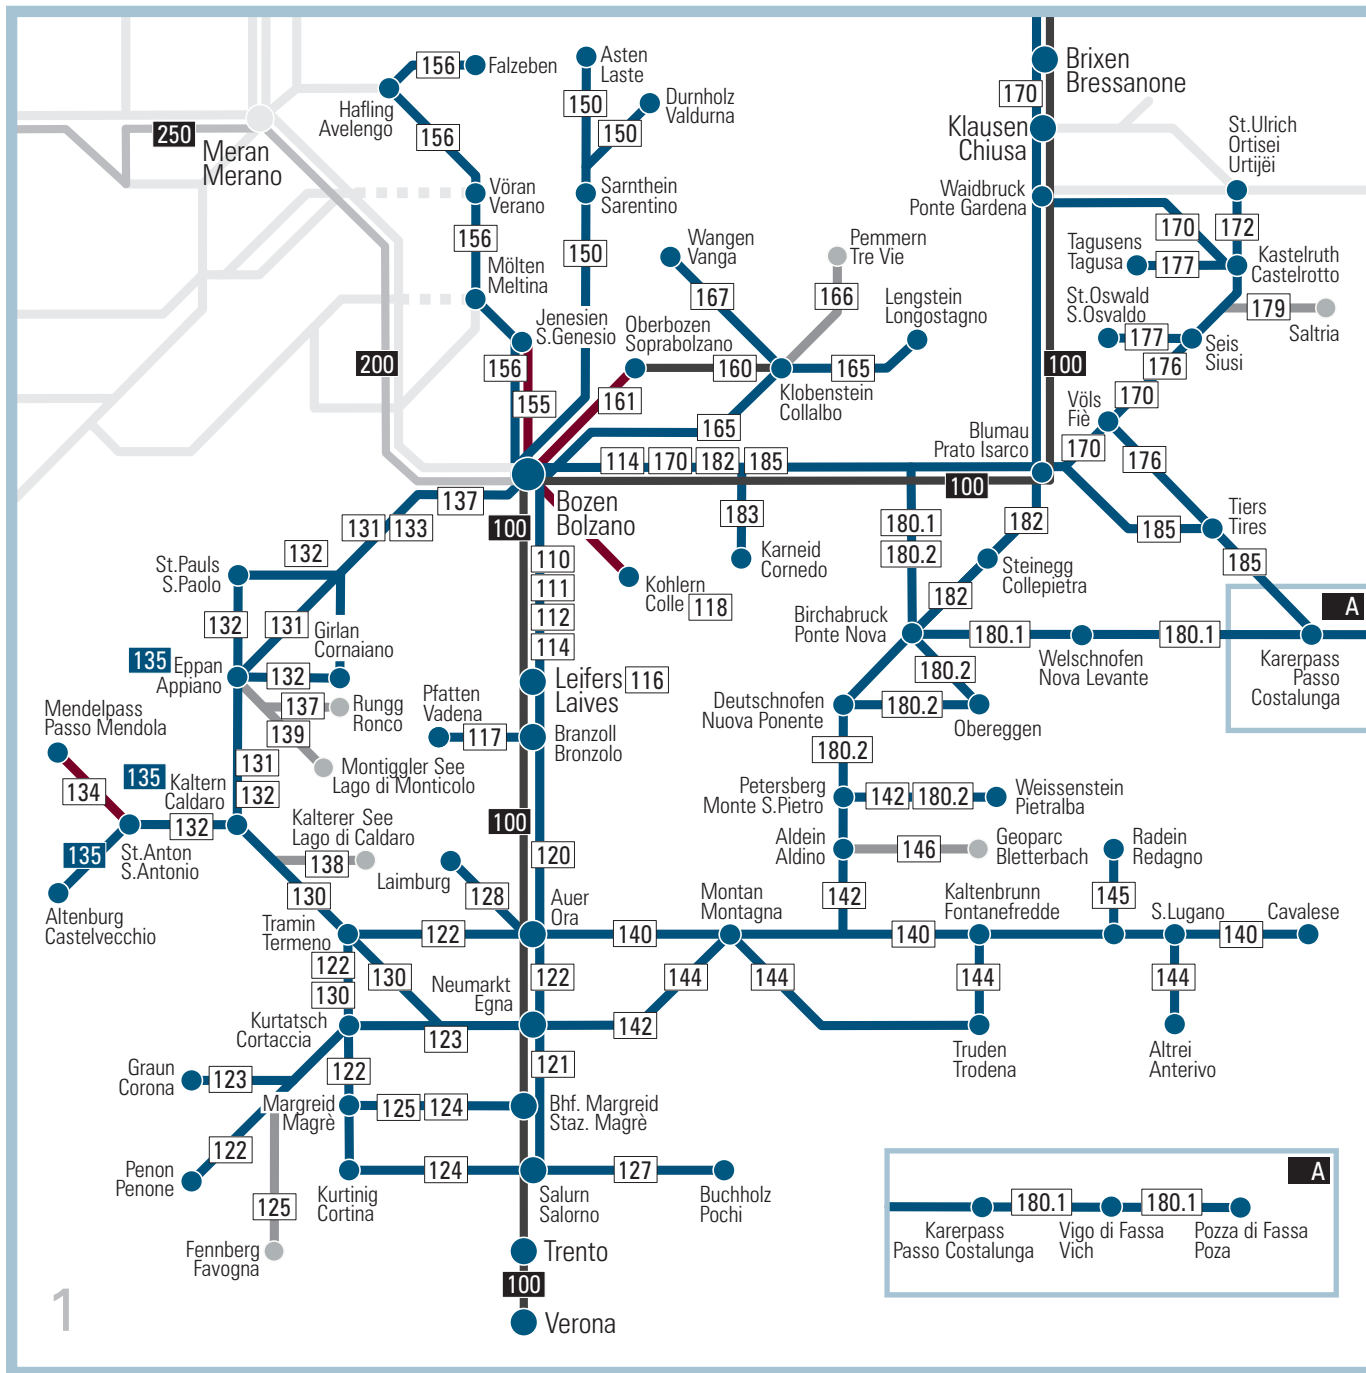 156
Falzeben
Asten
Laste
Brixen
Bressanone
150
Durnholz
Valdurna
170
Hafling
Avelengo
156
150
250
Meran
Merano
Klausen
Chiusa
St.Ulrich
Ortisei
Urtijëi
Vöran
Verano
Sarnthein
Sarentino
Waidbruck
Ponte Gardena
156
150
Wangen
Vanga
Pemmern
Tre Vie
170
172
Tagusens
Tagusa
177
Kastelruth
Castelrotto
Mölten
Meltina
167
166
Lengstein
Longostagno
St.Oswald
S.Osvaldo
179
Saltria
Jenesien
S.Genesio
Oberbozen
Soprabolzano
177
Seis
Siusi
200
156
160
165
100
176
155
161
Klobenstein
Collalbo
170
Völs
Fiè
165
Blumau
Prato Isarco
170
176
114
170
182
185
100
137
Bozen
Bolzano
100
131
133
183
180.1
182
Tiers
Tires
185
132
110
Karneid
Cornedo
180.2
Steinegg
Collepietra
185
St.Pauls
S.Paolo
111
Kohlern
Colle
118
182
A
132
131
Girlan
Cornaiano
112
Birchabruck
Ponte Nova
180.1
180.1
114
Welschnofen
Nova Levante
Karerpass
Passo
Costalunga
135
Eppan
Appiano
132
Leifers
Laives
116
180.2
137
Rungg
Ronco
Pfatten
Vadena
Deutschnofen
Nuova Ponente
180.2
Obereggen
Mendelpass
Passo Mendola
139
117
Branzoll
Bronzolo
180.2
131
Montiggler See
Lago di Monticolo
135
Kaltern
Caldaro
134
132
Petersberg
Monte S.Pietro
142
180.2
Weissenstein
Pietralba
132
Kalterer See
Lago di Caldaro
100
135
St.Anton
S.Antonio
138
Laimburg
120
Aldein
Aldino
146
Geoparc
Bletterbach
Radein
Redagno
Altenburg
Castelvecchio
130
128
Auer
Ora
Montan
Montagna
142
Kaltenbrunn
Fontanefredde
145
S.Lugano
Cavalese
Tramin
Termeno
122
140
140
140
122
130
Neumarkt
Egna
122
144
144
144
144
130
Kurtatsch
Cortaccia
123
142
121
Truden
Trodena
Altrei
Anterivo
Graun
Corona
123
122
Margreid
Magrè
125
124
Bhf. Margreid
Staz. Magrè
122
Penon
Penone
125
Kurtinig
Cortina
124
Salurn
Salorno
127
Buchholz
Pochi
A
180.1
180.1
Karerpass
Passo Costalunga
Vigo di Fassa
Vich
Pozza di Fassa
Poza
Fennberg
Favogna
Trento
100
Verona
1